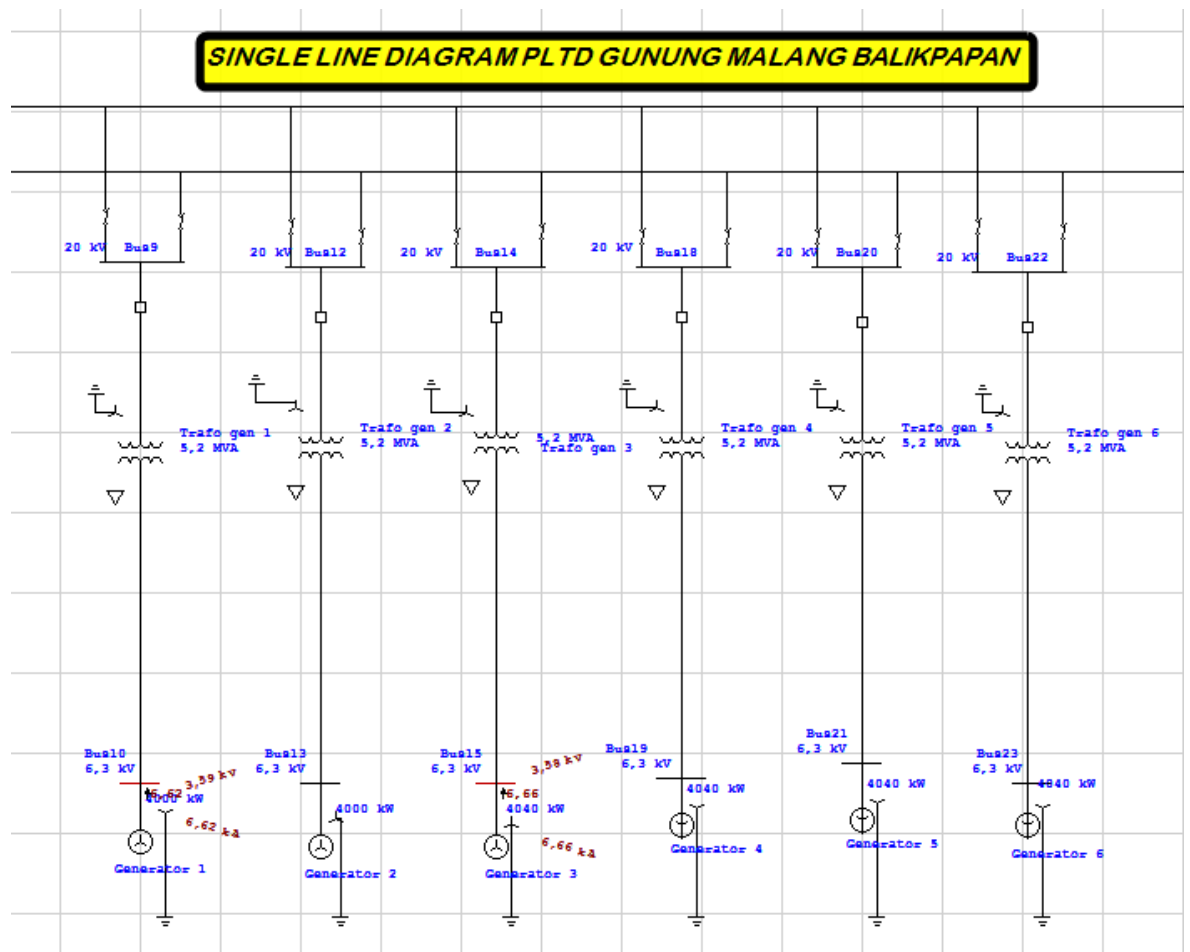 SINGLE LINE DIAGRAM PLTD GUNUNG MALANG BALIKPAPAN
20 kV Bus9
20 kV Bus12
20 kV Bus14
20 kV Bus18
20 kV Bus20
20 kV Bus22
Trafo gen 1
5,2 MVA
Trafo gen 2
5,2 MVA
5,2 MVA
Trafo gen 3
Trafo gen 4
5,2 MVA
Trafo gen 5
5,2 MVA
Trafo gen 6
5,2 MVA
Bus10
6,3 kV
3,59 kV
6,62
4000 kW
6,62 kA
Generator 1
Bus13
6,3 kV
4000 kW
Generator 2
Bus15
6,3 kV
3,58 kV
6,66
4040 kW
6,66 kA
Generator 3
Bus19
6,3 kV
4040 kW
Generator 4
Bus21
6,3 kV
4040 kW
Generator 5
Bus23
6,3 kV
4040 kW
Generator 6